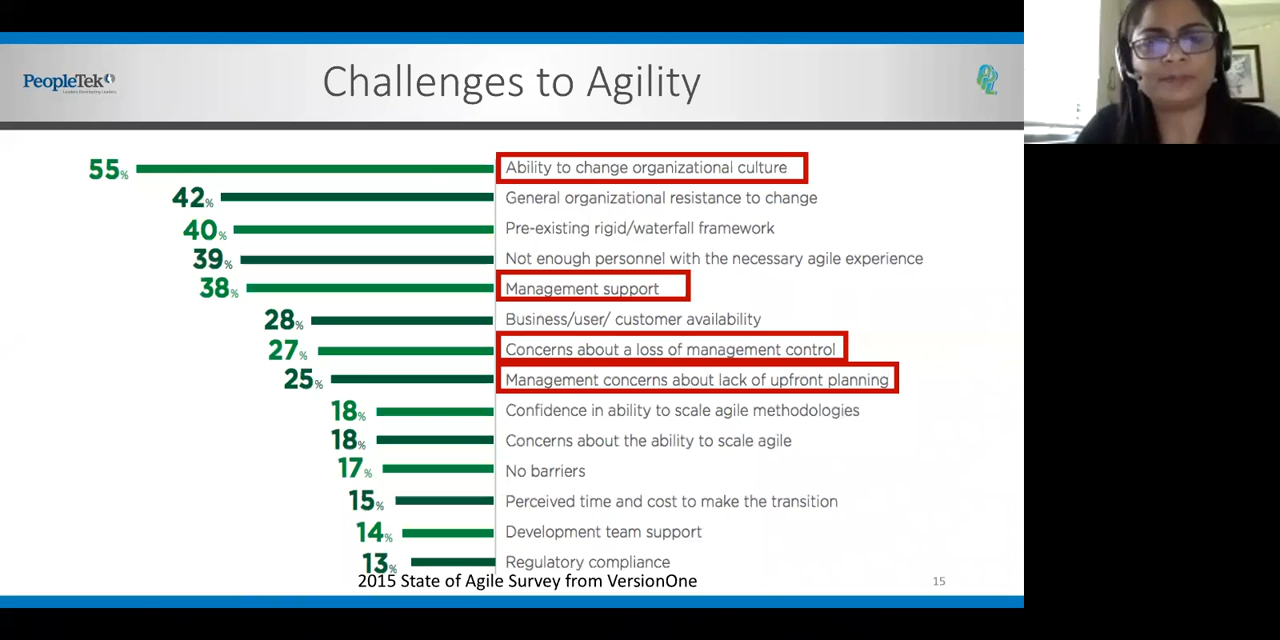 PeopleTek
Challenges to Agility
55% Ability to change organizational culture
42% General organizational resistance to change
40% Pre-existing rigid/waterfall framework
39% Not enough personnel with the necessary agile experience
38% Management support
28% Business/user/ customer availability
27% Concerns about a loss of management control
25% Management concerns about lack of upfront planning
18% Confidence in ability to scale agile methodologies
18% Concerns about the ability to scale agile
17% No barriers
15% Perceived time and cost to make the transition
14% Development team support
13% Regulatory compliance
2015 State of Agile Survey from VersionOne
15